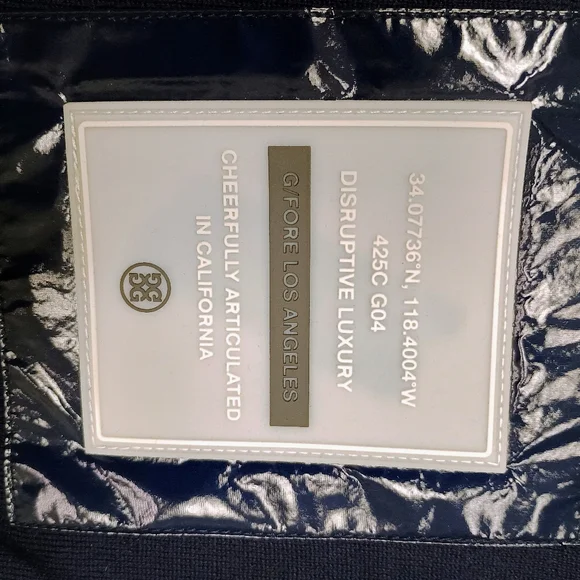 34.07736°N, 118.4004°W
425C G04
DISRUPTIVE LUXURY
G/FORE LOS ANGELES
CHEERFULLY ARTICULATED
IN CALIFORNIA